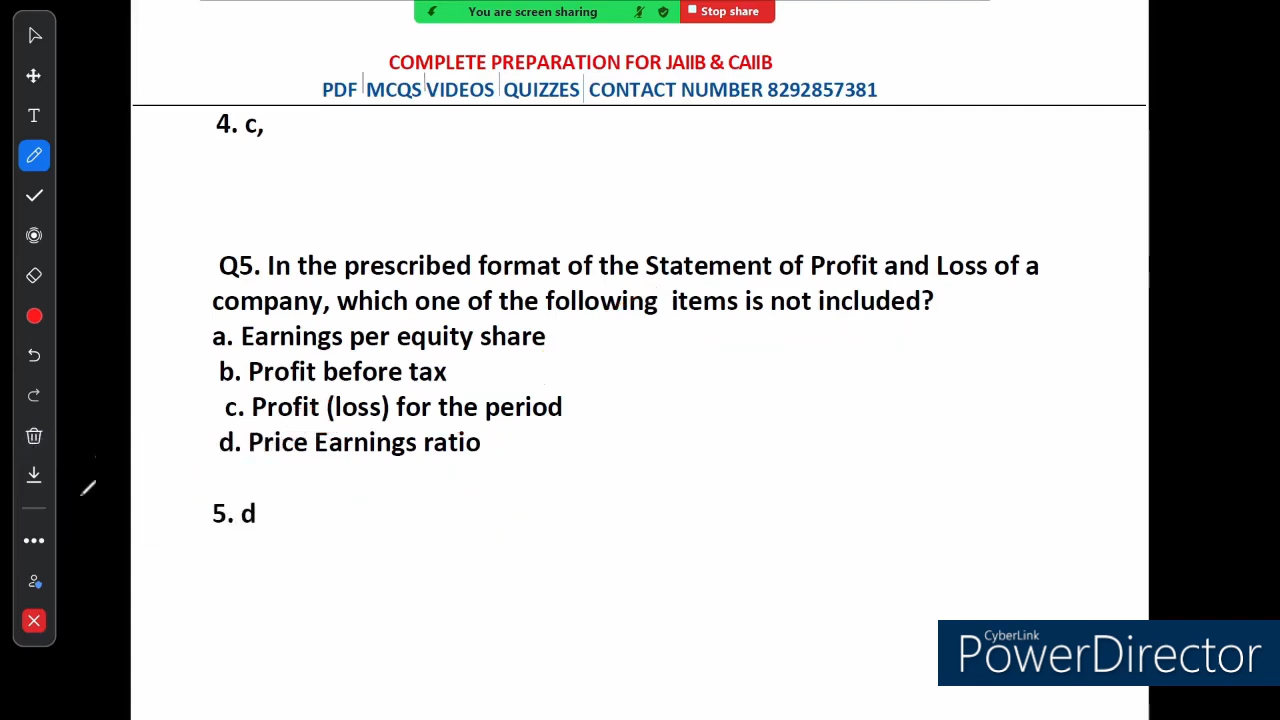 You are screen sharing
Stop share
COMPLETE PREPARATION FOR JAIIB & CAIIB
PDF MCQS VIDEOS QUIZZES CONTACT NUMBER 8292857381
4. c,
Q5. In the prescribed format of the Statement of Profit and Loss of a
company, which one of the following items is not included?
a. Earnings per equity share
b. Profit before tax
c. Profit (loss) for the period
d. Price Earnings ratio
5. d
T
CyberLink
PowerDirector